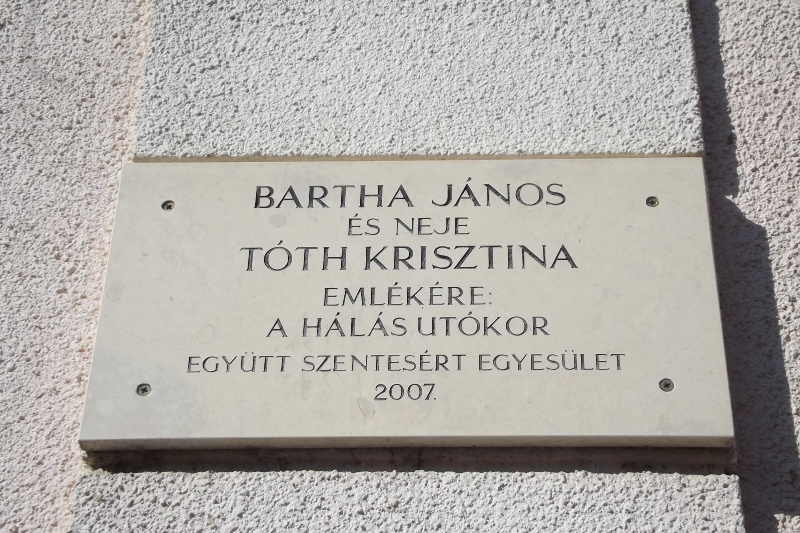 BARTHA JÁNOS
ÉS NEJE
TÓTH KRISZTINA
EMLÉKÉRE:
A HÁLÁS UTÓKOR
EGYÜTT SZENTESÉRT EGYESÜLET
2007.